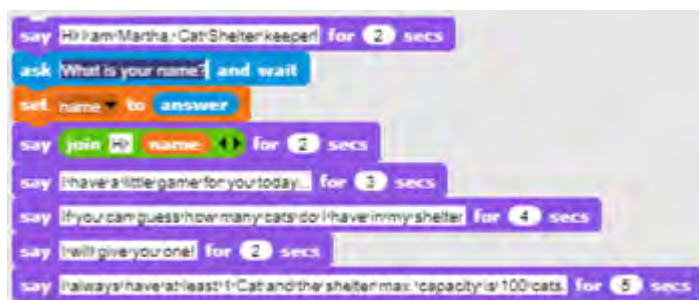 say Hi I am Martha, Cat Shelter keeper! for 2 secs
ask What is your name? and wait
set name to answer
say join Hi name for 2 secs
say I have a little game for you today... for 3 secs
say If you can guess how many cats do I have in my shelter for 4 secs
say I will give you one! for 2 secs
say I always have at least 1 Cat and the shelter max. capacity is 100 cats. for 5 secs